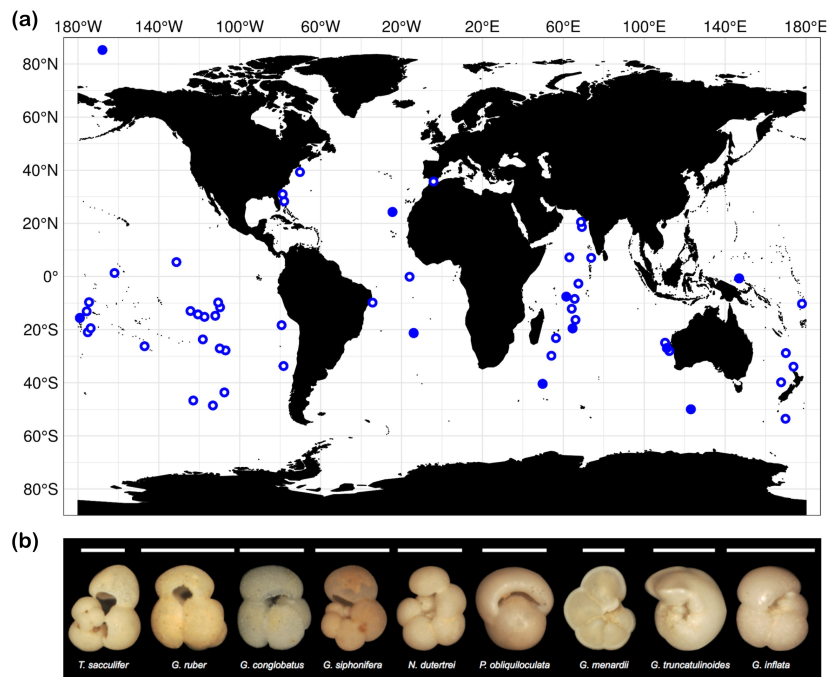 (a)
180°W 140°W 100°W 60°W 20°W 20°E 60°E 100°E 140°E 180°E
80°N
60°N
40°N
20°N
0°
20°S
40°S
60°S
80°S
(b)
T. sacculifer G. ruber G. conglobatus G. siphonifera N. dutertrei P. obliquiloculata G. menardii G. truncatulinoides G. inflata